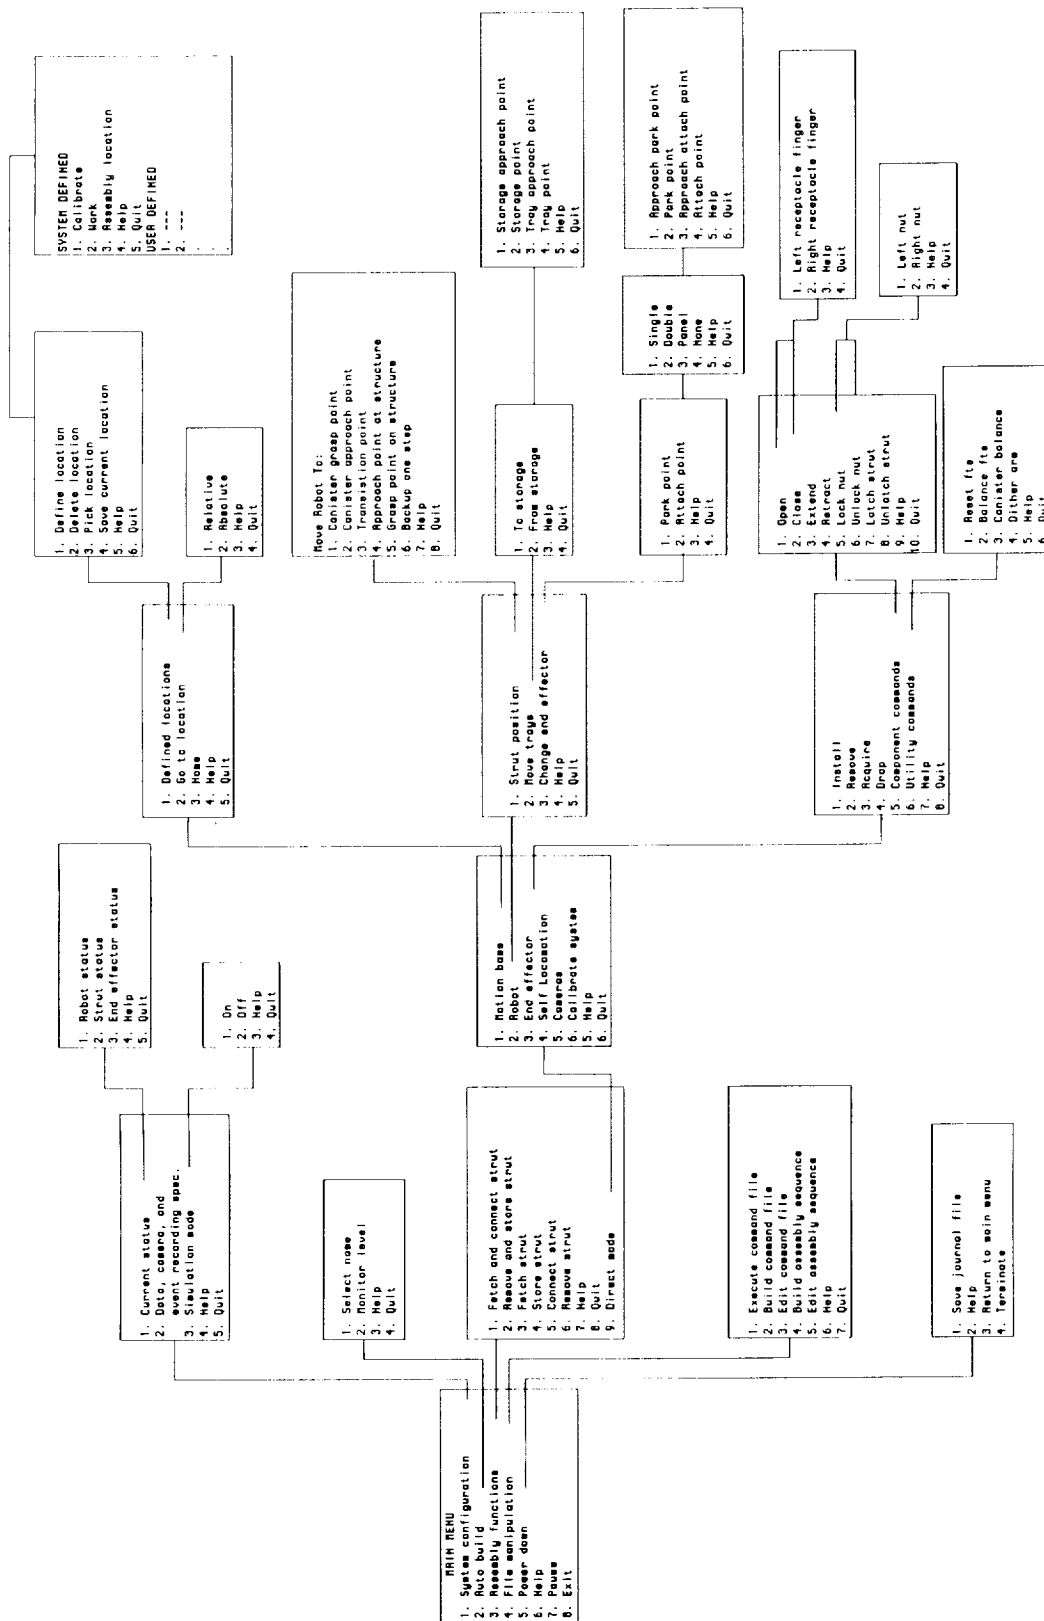 MAIN MENU
1. System configuration
2. Auto build
3. Assembly functions
4. File manipulation
5. Power down
6. Help
7. Pause
8. Exit
1. Current status
2. Data, camera, and
event recording spec.
3. Simulation mode
4. Help
5. Quit
1. Select name
2. Monitor level
3. Help
4. Quit
1. Fetch and connect strut
2. Remove and store strut
3. Fetch strut
4. Store strut
5. Connect strut
6. Remove strut
7. Help
8. Quit
9. Direct mode
1. Execute command file
2. Build command file
3. Edit command file
4. Build assembly sequence
5. Edit assembly sequence
6. Help
7. Quit
1. Save journal file
2. Help
3. Return to main menu
4. Terminate
1. Robot status
2. Strut status
3. End effector status
4. Help
5. Quit
1. On
2. Off
3. Help
4. Quit
1. Motion base
2. Robot
3. End effector
4. Self Locomotion
5. Cameras
6. Calibrate system
5. Help
6. Quit
1. Defined locations
2. Go to location
3. Home
4. Help
5. Quit
1. Strut position
2. Move trays
3. Change end effector
4. Help
5. Quit
1. Install
2. Remove
3. Acquire
4. Drop
5. Component commands
6. Utility commands
7. Help
8. Quit
1. Define location
2. Delete location
3. Pick location
4. Save current location
5. Help
6. Quit
1. Relative
2. Absolute
3. Help
4. Quit
Move Robot To:
1. Canister grasp point
2. Canister approach point
3. Transistion point
4. Approach point at structure
5. Grasp point on structure
6. Backup one step
7. Help
8. Quit
1. To storage
2. From storage
3. Help
4. Quit
1. Park point
2. Attach point
3. Help
4. Quit
1. Open
2. Close
3. Extend
4. Retract
5. Lock nut
6. Unlock nut
7. Latch strut
8. Unlatch strut
9. Help
10. Quit
1. Reset fts
2. Balance fts
3. Canister balance
4. Dither arm
5. Help
6. Quit
SYSTEM DEFINED
1. Calibrate
2. Work
3. Assembly location
4. Help
5. Quit
USER DEFINED
1. ---
2. ---
.
.
1. Storage approach point
2. Storage point
3. Tray approach point
4. Tray point
5. Help
6. Quit
1. Single
2. Double
3. Panel
4. None
5. Help
6. Quit
1. Approach park point
2. Park point
3. Approach attach point
4. Attach point
5. Help
6. Quit
1. Left receptacle finger
2. Right receptacle finger
3. Help
4. Quit
1. Left nut
2. Right nut
3. Help
4. Quit